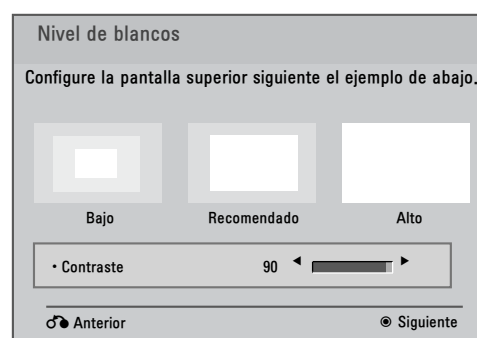 Nivel de blancos
Configure la pantalla superior siguiente el ejemplo de abajo.
Bajo Recomendado Alto
• Contraste 90 ◄ ►
Anterior ◉ Siguiente